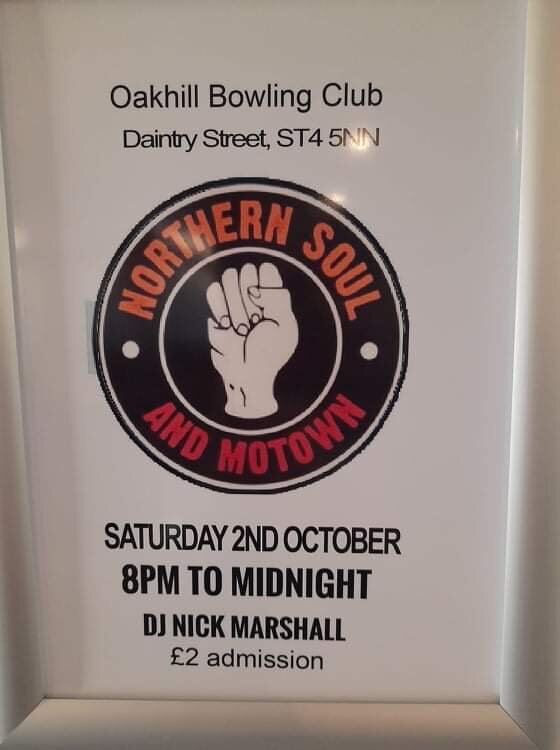 Oakhill Bowling Club
Daintry Street, ST4 5NN
NORTHERN SOUL
AND MOTOWN
SATURDAY 2ND OCTOBER
8PM TO MIDNIGHT
DJ NICK MARSHALL
£2 admission